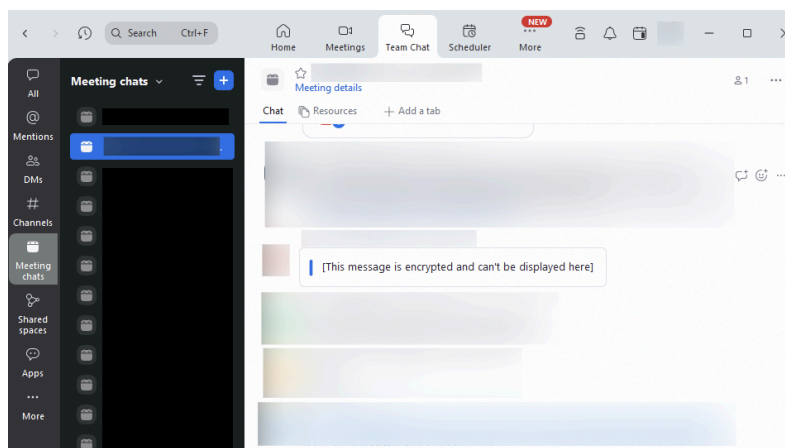 Search Ctrl+F
Home
Meetings
Team Chat
Scheduler
NEW
More
All
Mentions
DMs
Channels
Meeting
chats
Shared
spaces
Apps
More
Meeting chats
Meeting details
1
Chat
Resources
+ Add a tab
[This message is encrypted and can't be displayed here]